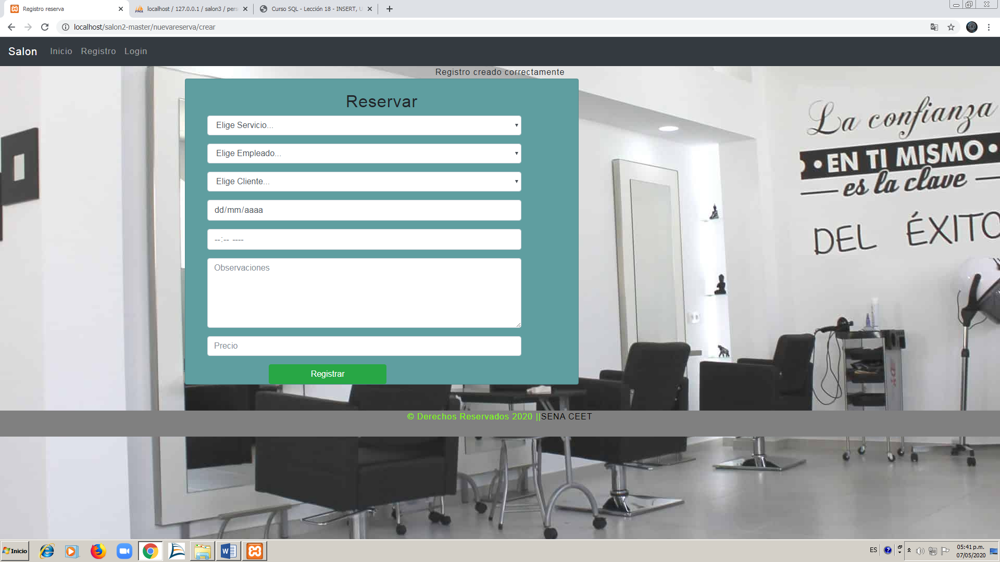 Registro reserva
localhost / 127.0.0.1 / salon3 / pers
Curso SQL - Lección 18 - INSERT, U
localhost/salon2-master/nuevareserva/crear
Salon Inicio Registro Login
Registro creado correctamente
Reservar
Elige Servicio...
Elige Empleado...
Elige Cliente...
dd/mm/aaaa
--:-- ----
Observaciones
Precio
Registrar
La confianza
EN TI MISMO
es la clave
DEL ÉXITO
© Derechos Reservados 2020 ||SENA CEET
Inicio
ES
05:41 p.m.
07/05/2020